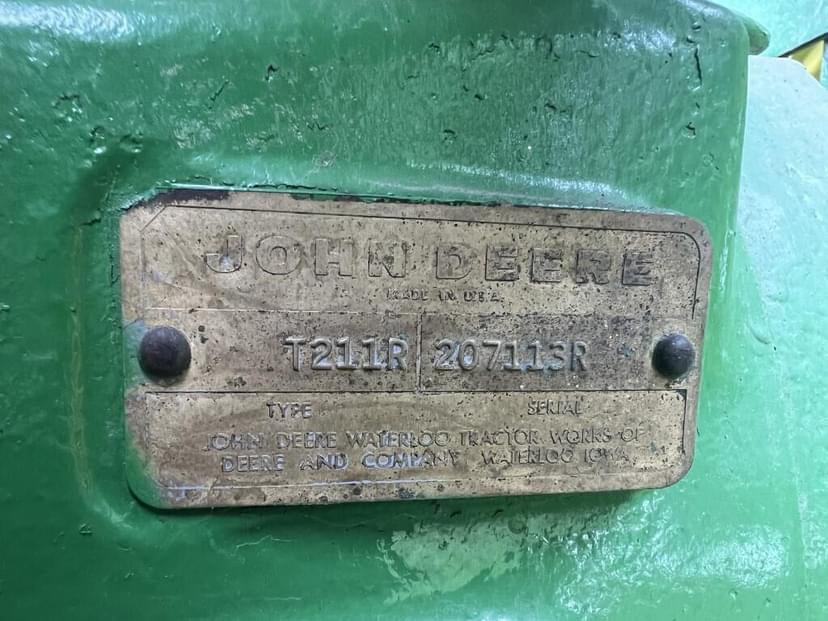 JOHN DEERE
MADE IN U.S.A.
T211R 207113R
TYPE SERIAL
JOHN DEERE WATERLOO TRACTOR WORKS OF
DEERE AND COMPANY WATERLOO IOWA